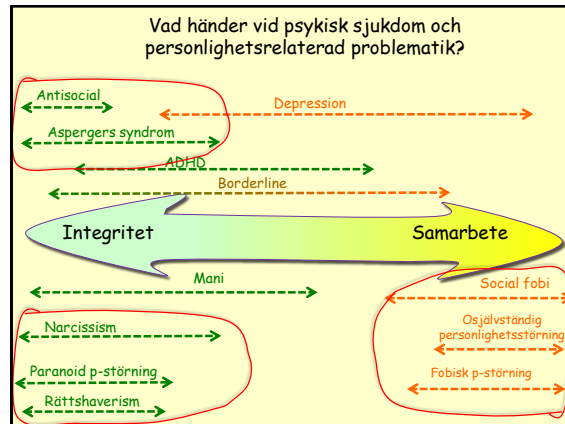 Vad händer vid psykisk sjukdom och
personlighetsrelaterad problematik?
Antisocial
Depression
Aspergers syndrom
ADHD
Borderline
Integritet
Samarbete
Mani
Social fobi
Narcissism
Osjälvständig
personlighetsstörning
Paranoid p-störning
Fobisk p-störning
Rättshaverism